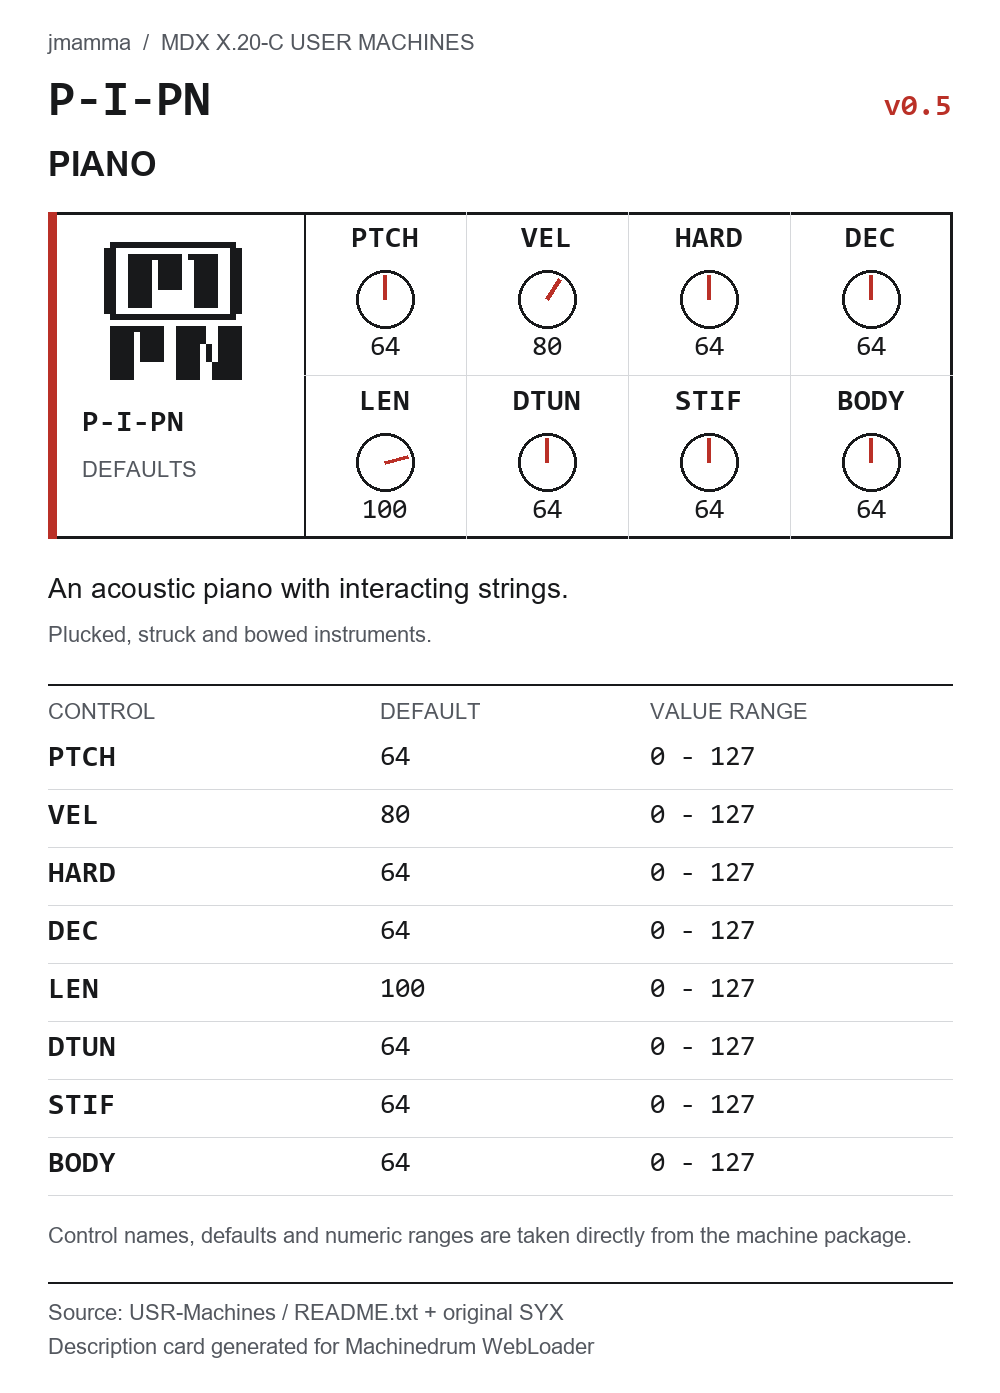 jmamma / MDX X.20-C USER MACHINES
P-I-PN
v0.5
PIANO
PI
PN
P-I-PN
DEFAULTS
PTCH VEL HARD DEC
64 80 64 64
LEN DTUN STIF BODY
100 64 64 64
An acoustic piano with interacting strings.
Plucked, struck and bowed instruments.
CONTROL DEFAULT VALUE RANGE
PTCH 64 0 - 127
VEL 80 0 - 127
HARD 64 0 - 127
DEC 64 0 - 127
LEN 100 0 - 127
DTUN 64 0 - 127
STIF 64 0 - 127
BODY 64 0 - 127
Control names, defaults and numeric ranges are taken directly from the machine package.
Source: USR-Machines / README.txt + original SYX
Description card generated for Machinedrum WebLoader